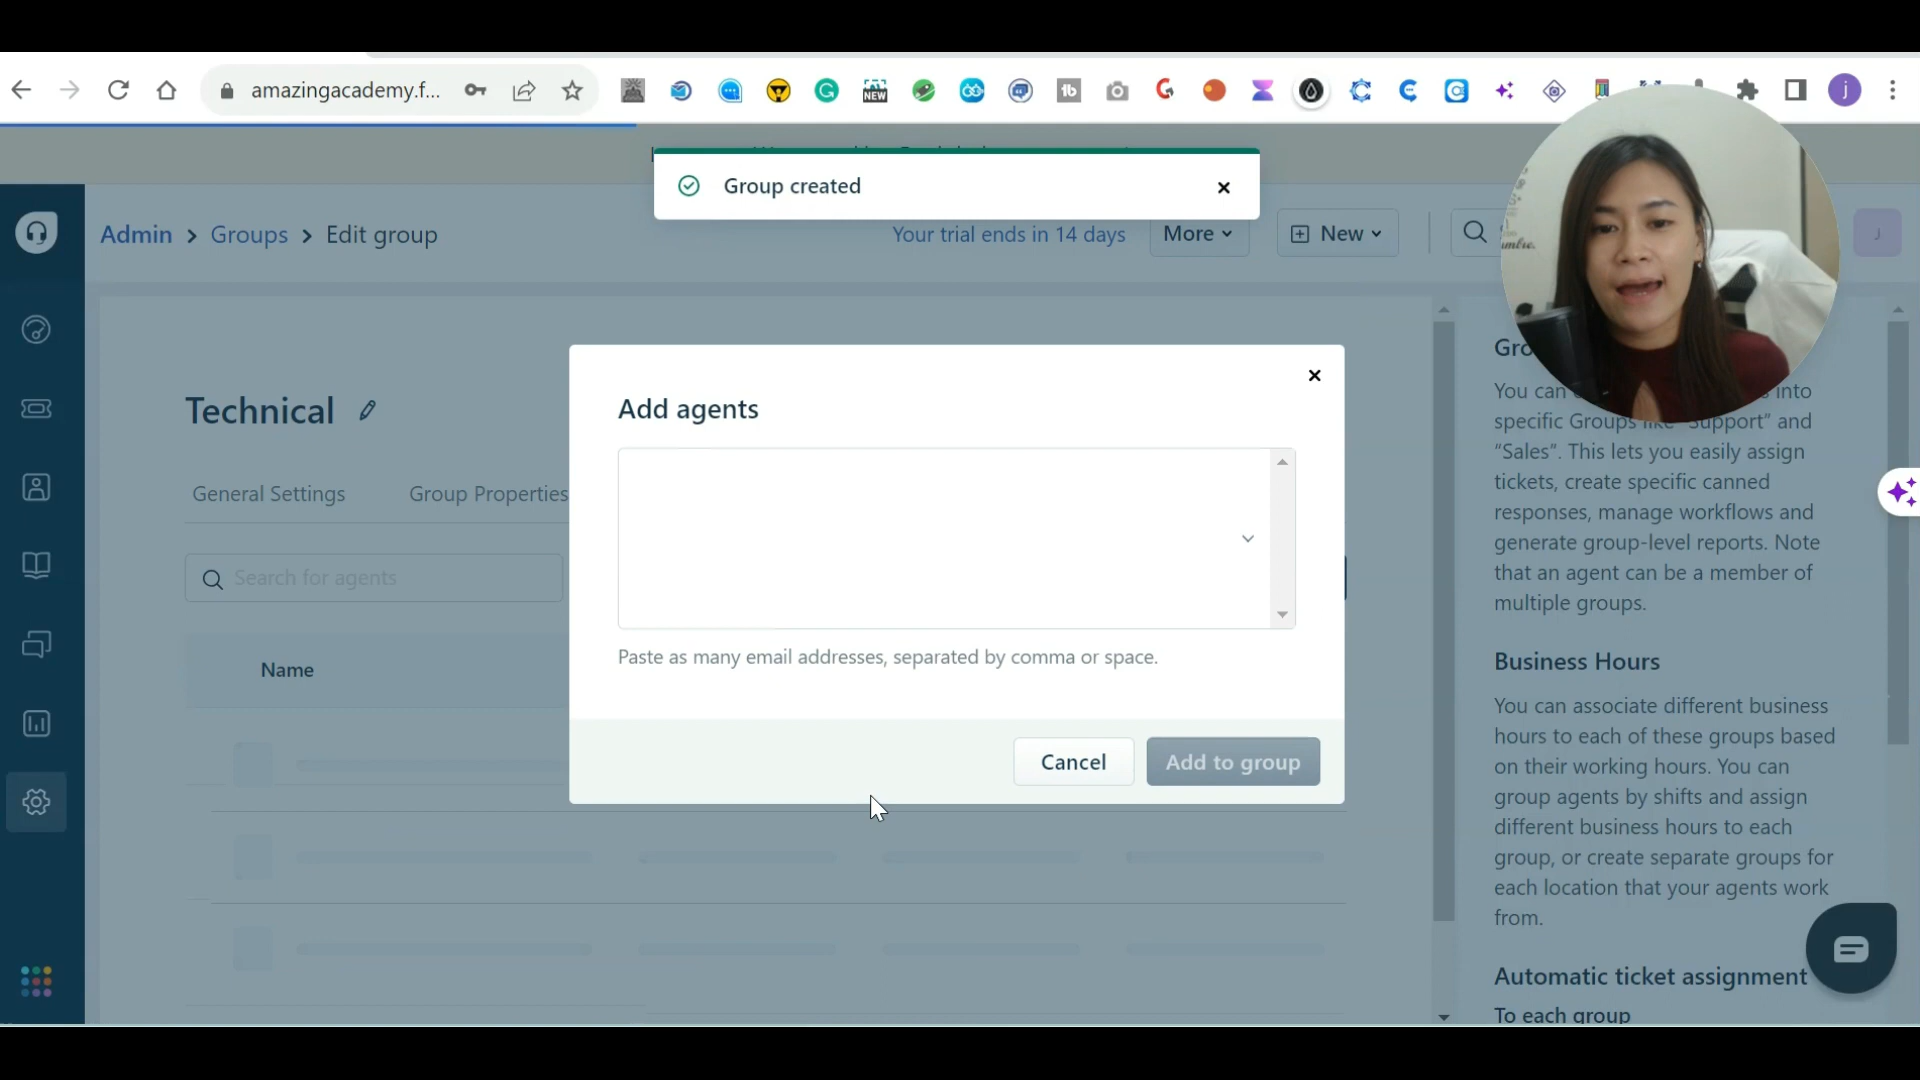 amazingacademy.f...
NEW
Group created
Admin > Groups > Edit group
Your trial ends in 14 days
More
New
J
j
Technical
General Settings
Group Properties
Search for agents
Name
Add agents
Paste as many email addresses, separated by comma or space.
Cancel
Add to group
You can
into
specific Groups like "Support" and
"Sales". This lets you easily assign
tickets, create specific canned
responses, manage workflows and
generate group-level reports. Note
that an agent can be a member of
multiple groups.
Business Hours
You can associate different business
hours to each of these groups based
on their working hours. You can
group agents by shifts and assign
different business hours to each
group, or create separate groups for
each location that your agents work
from.
Automatic ticket assignment
To each group